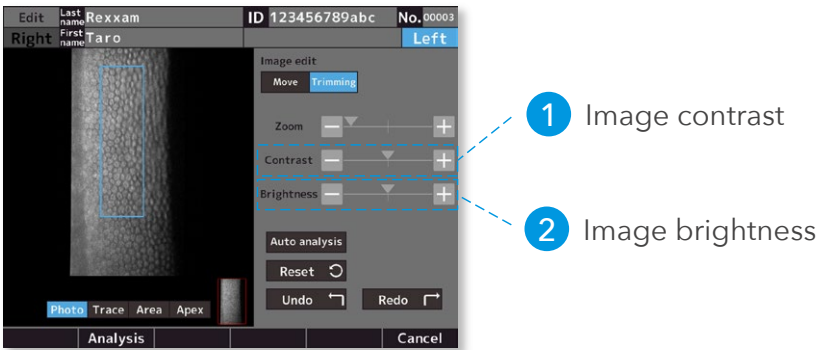 Edit Last name Rexxam ID 123456789abc No. 00003
Right First name Taro Left
Image edit
Move Trimming
Zoom
Contrast
Brightness
Auto analysis
Reset
Undo Redo
Photo Trace Area Apex
Analysis Cancel
1 Image contrast
2 Image brightness